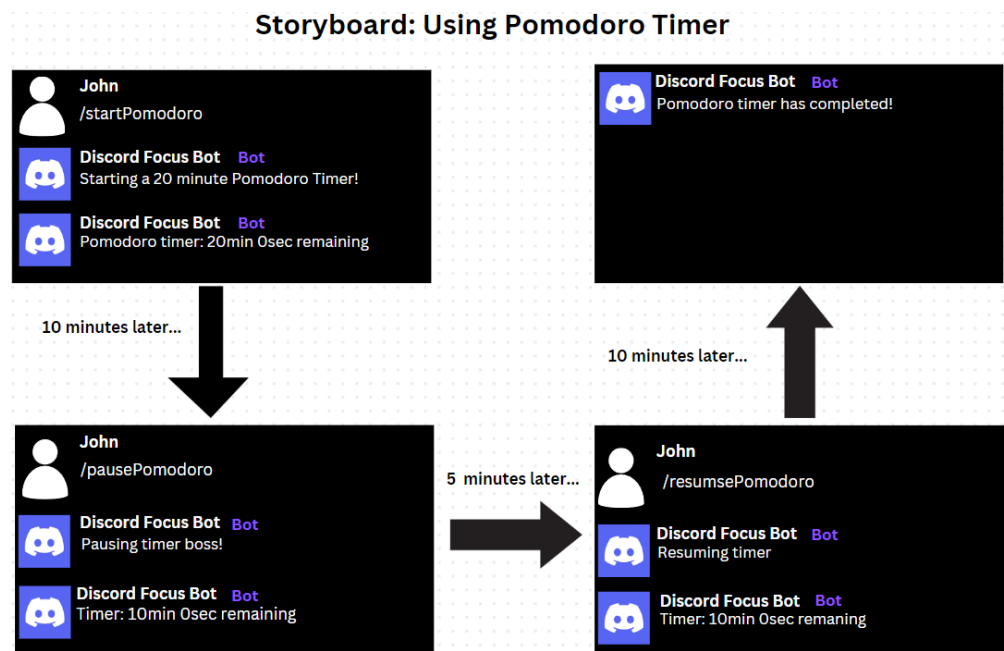 Storyboard: Using Pomodoro Timer
John
/startPomodoro
Discord Focus Bot Bot
Starting a 20 minute Pomodoro Timer!
Discord Focus Bot Bot
Pomodoro timer: 20min 0sec remaining
10 minutes later...
John
/pausePomodoro
Discord Focus Bot Bot
Pausing timer boss!
Discord Focus Bot Bot
Timer: 10min 0sec remaining
5 minutes later...
John
/resumsePomodoro
Discord Focus Bot Bot
Resuming timer
Discord Focus Bot Bot
Timer: 10min 0sec remaning
10 minutes later...
Discord Focus Bot Bot
Pomodoro timer has completed!